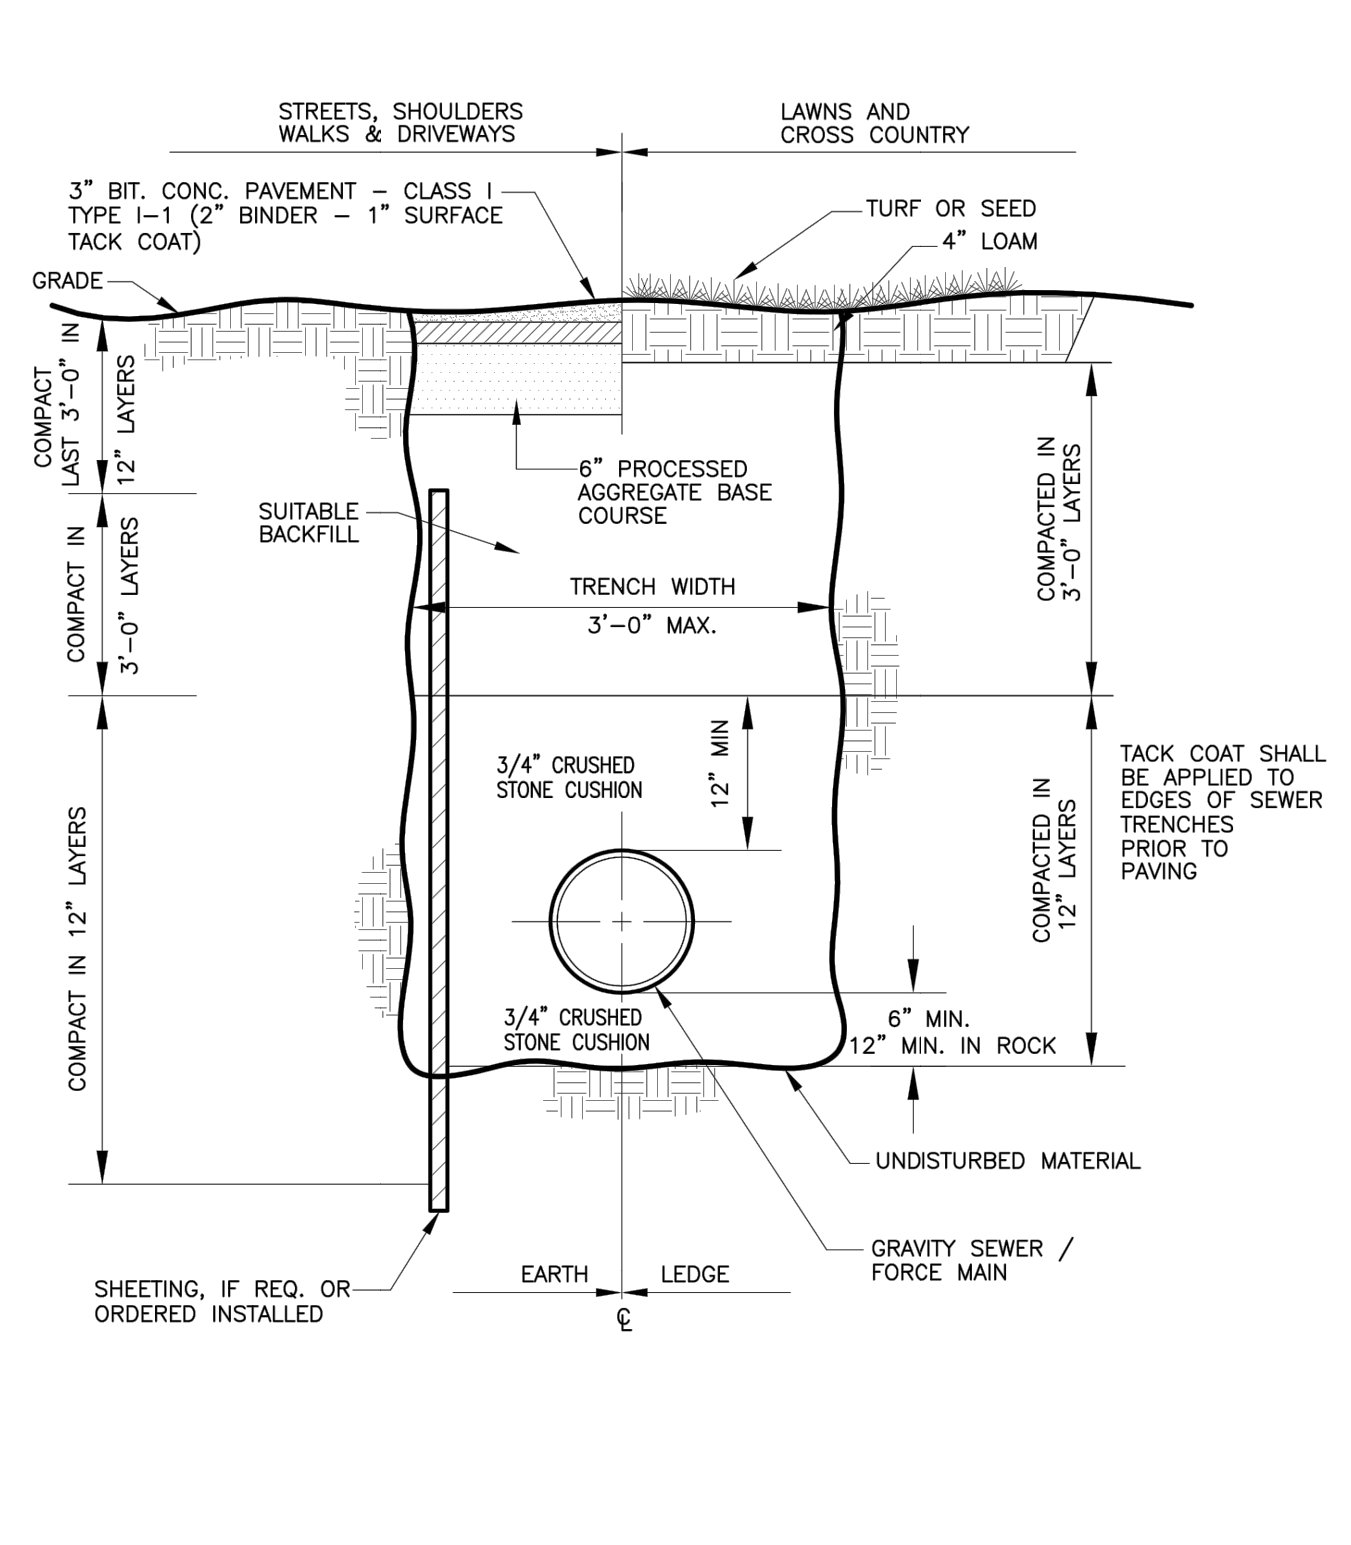 STREETS, SHOULDERS
WALKS & DRIVEWAYS
LAWNS AND
CROSS COUNTRY
3" BIT. CONC. PAVEMENT – CLASS I
TYPE I–1 (2" BINDER – 1" SURFACE
TACK COAT)
TURF OR SEED
4" LOAM
GRADE
COMPACT
LAST 3'–0" IN
12" LAYERS
6" PROCESSED
AGGREGATE BASE
COURSE
SUITABLE
BACKFILL
COMPACTED IN
3'–0" LAYERS
COMPACT IN
3'–0" LAYERS
TRENCH WIDTH
3'–0" MAX.
12" MIN
3/4" CRUSHED
STONE CUSHION
TACK COAT SHALL
BE APPLIED TO
EDGES OF SEWER
TRENCHES
PRIOR TO
PAVING
COMPACT IN 12" LAYERS
COMPACTED IN
12" LAYERS
3/4" CRUSHED
STONE CUSHION
6" MIN.
12" MIN. IN ROCK
UNDISTURBED MATERIAL
GRAVITY SEWER /
FORCE MAIN
SHEETING, IF REQ. OR
ORDERED INSTALLED
EARTH
LEDGE
℄